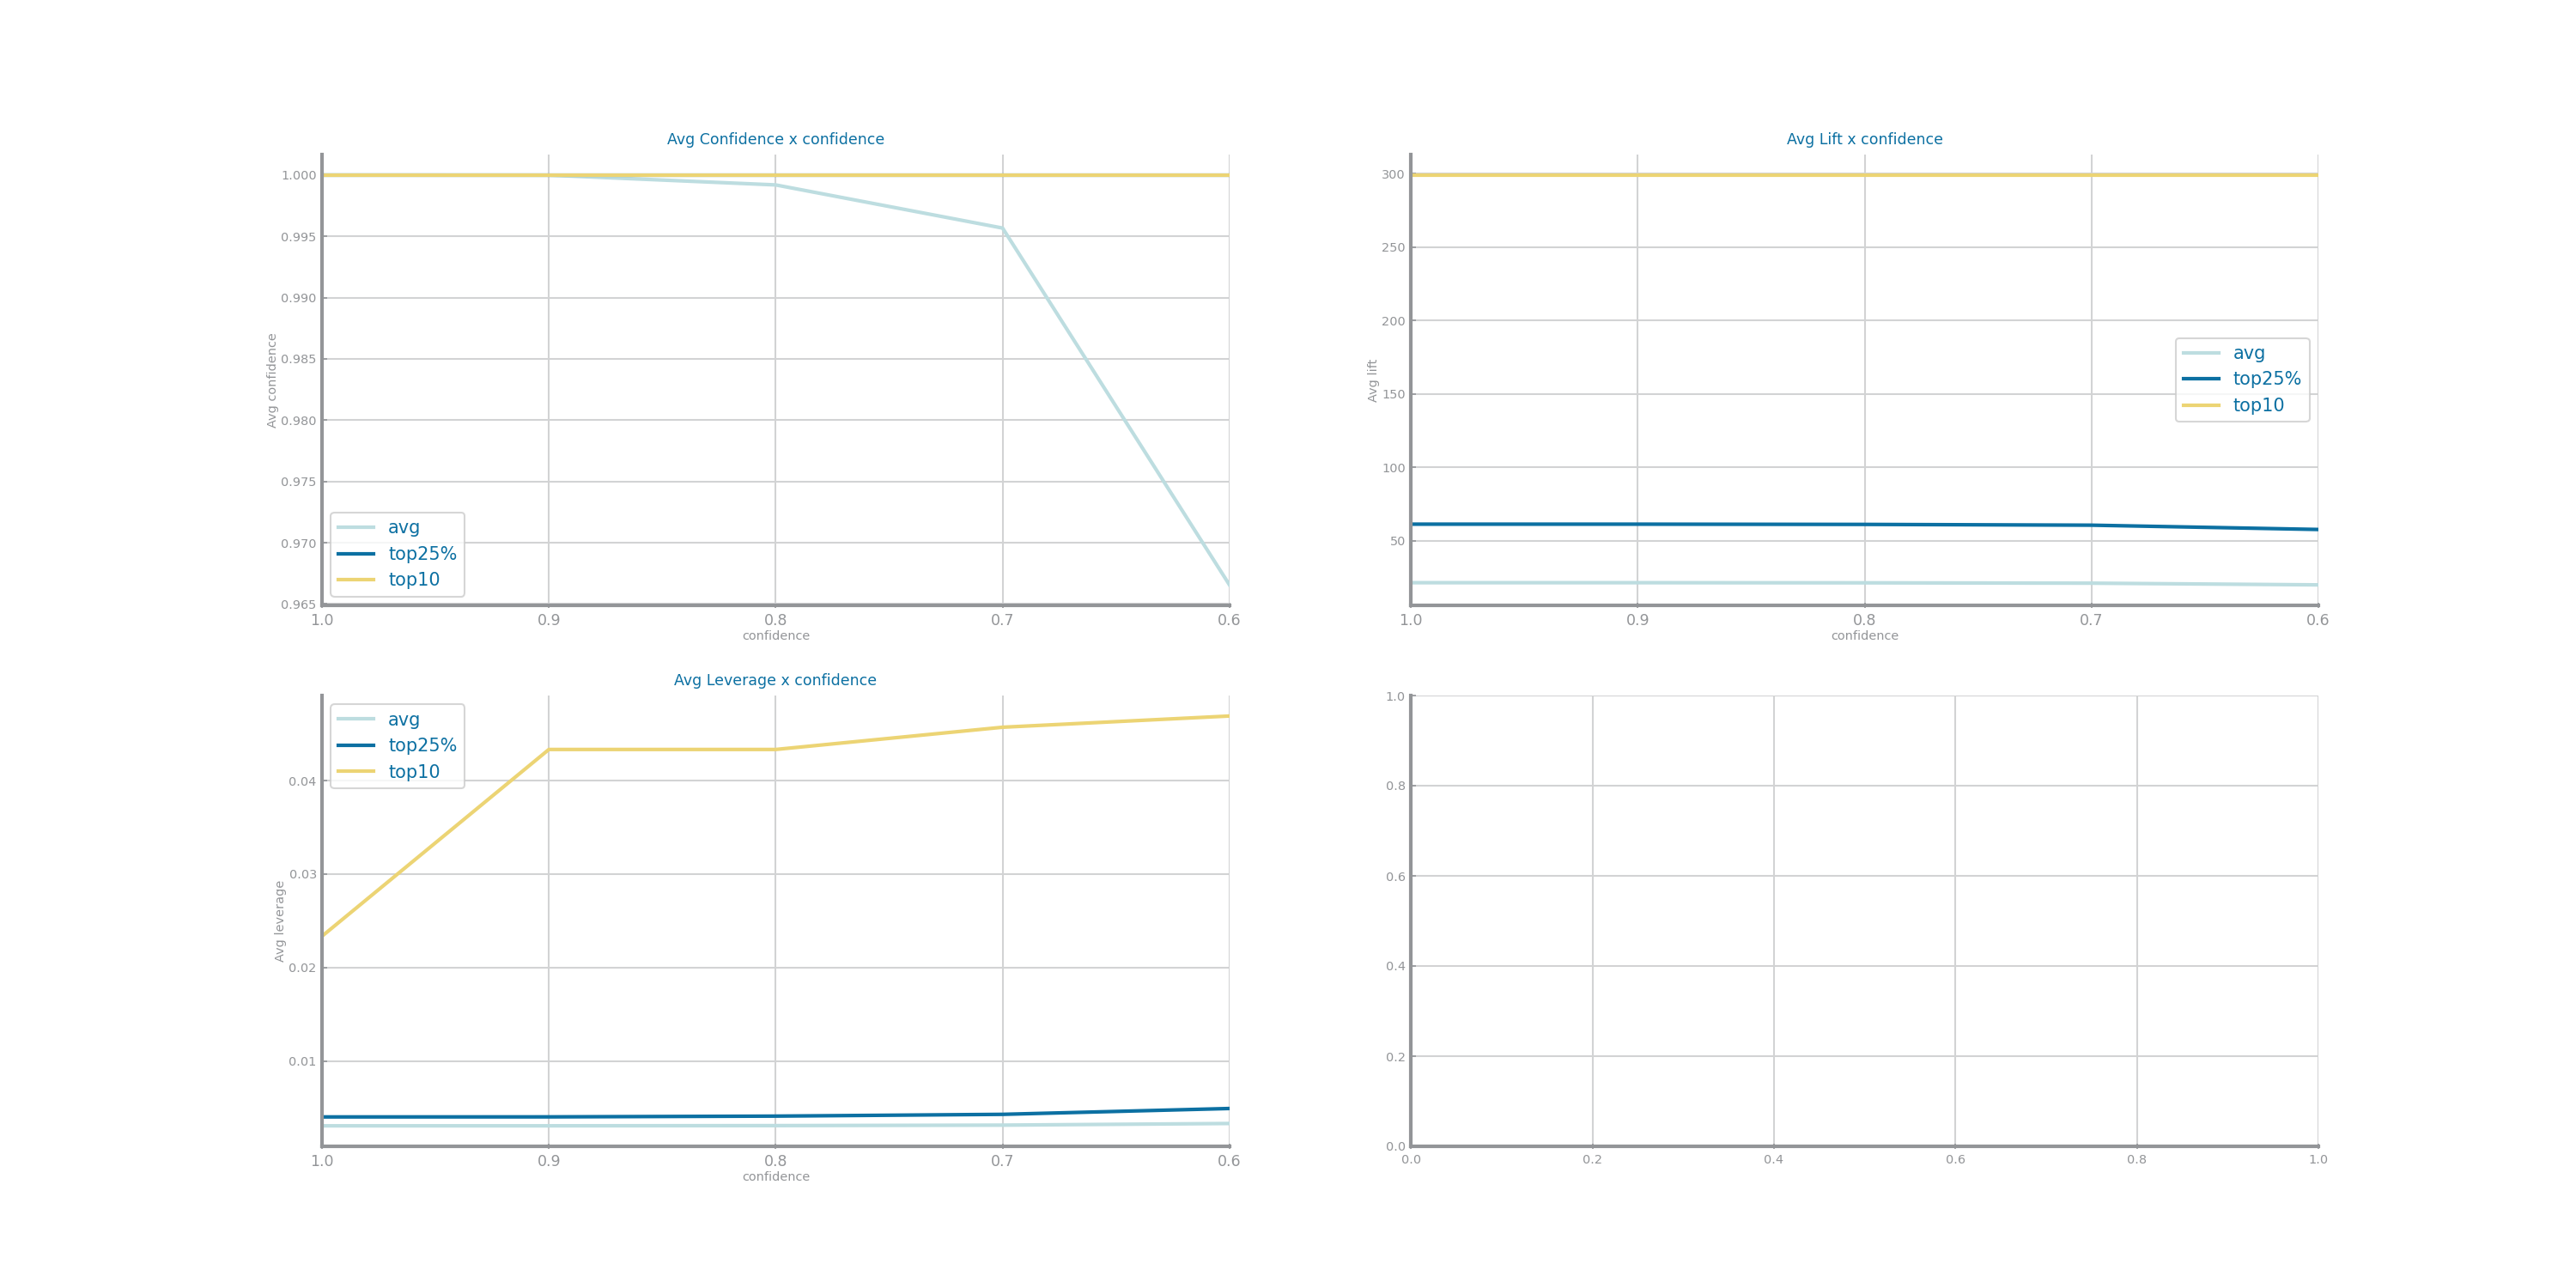 Avg Confidence x confidence
1.000
0.995
0.990
0.985
0.980
0.975
0.970
0.965
Avg confidence
avg
top25%
top10
1.0 0.9 0.8 0.7 0.6
confidence
Avg Lift x confidence
300
250
200
150
100
50
Avg lift
avg
top25%
top10
1.0 0.9 0.8 0.7 0.6
confidence
Avg Leverage x confidence
avg
top25%
top10
0.04
0.03
0.02
0.01
Avg leverage
1.0 0.9 0.8 0.7 0.6
confidence
1.0
0.8
0.6
0.4
0.2
0.0
0.0 0.2 0.4 0.6 0.8 1.0